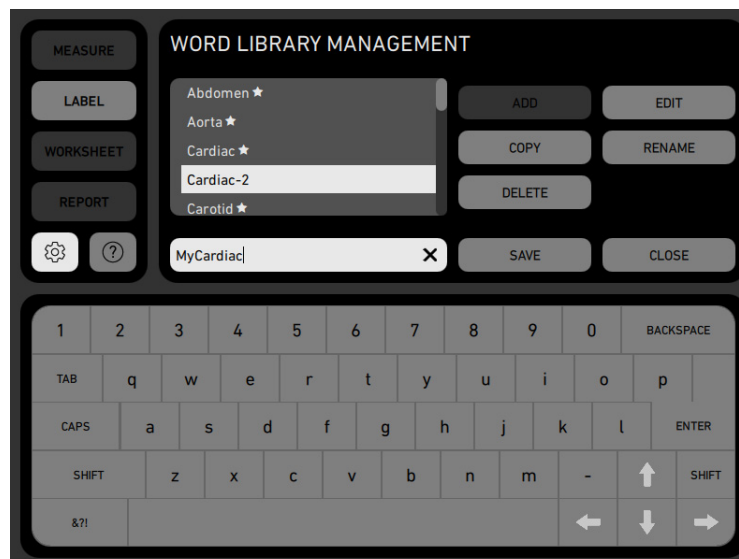 MEASURE
LABEL
WORKSHEET
REPORT
?
WORD LIBRARY MANAGEMENT
Abdomen ★
Aorta ★
Cardiac ★
Cardiac-2
Carotid ★
ADD
EDIT
COPY
RENAME
DELETE
MyCardiac
SAVE
CLOSE
1 2 3 4 5 6 7 8 9 0 BACKSPACE
TAB q w e r t y u i o p
CAPS a s d f g h j k l ENTER
SHIFT z x c v b n m - SHIFT
&?!